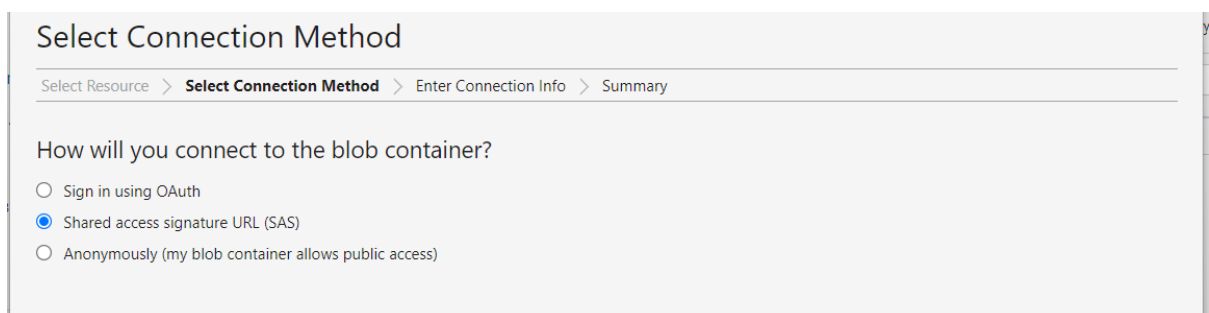 Select Connection Method
Select Resource > Select Connection Method > Enter Connection Info > Summary
How will you connect to the blob container?
Sign in using OAuth
Shared access signature URL (SAS)
Anonymously (my blob container allows public access)